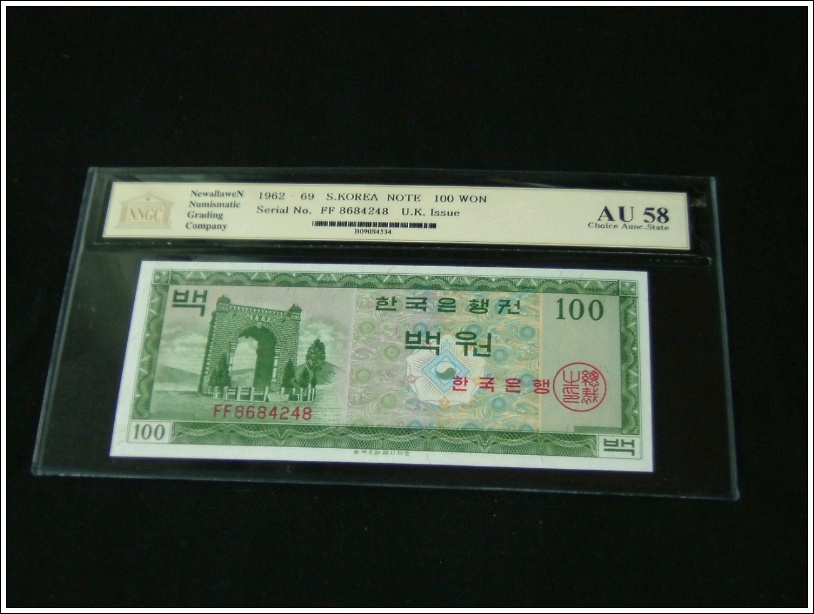 NNGC
NewallaweN
Numismatic
Grading
Company
1962 - 69 S.KOREA NOTE 100 WON
Serial No. FF 8684248 U.K. Issue
B09084534
AU 58
Choice Aunc.State
백
한국은행권
100
백 원
한국은행
FF8684248
100
백